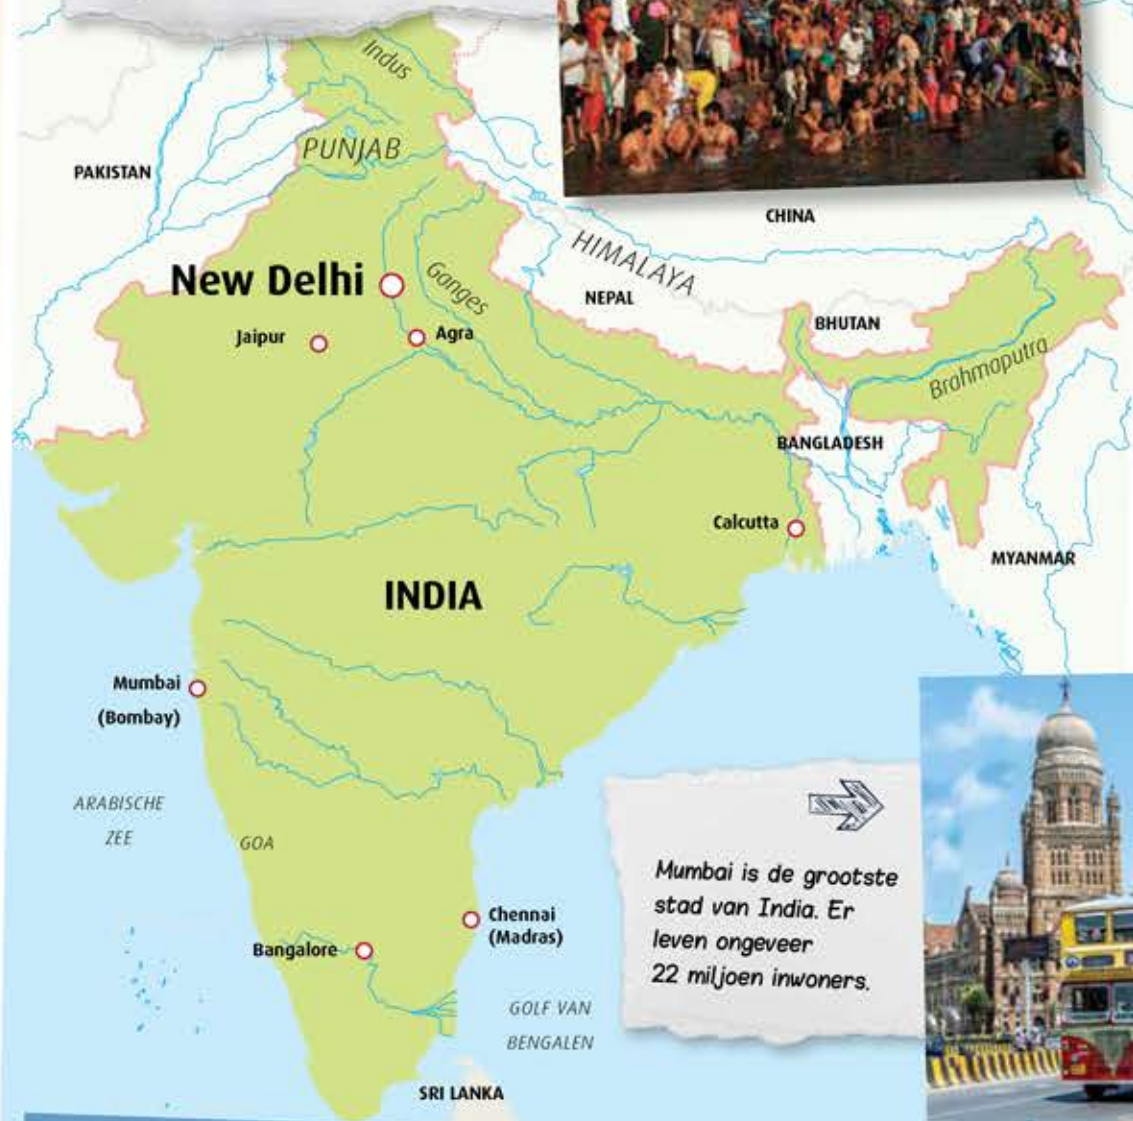 Indus
PUNJAB
PAKISTAN
CHINA
HIMALAYA
New Delhi
Ganges
NEPAL
BHUTAN
Jaipur
Agra
Brahmaputra
BANGLADESH
Calcutta
MYANMAR
INDIA
Mumbai
(Bombay)
ARABISCHE
ZEE
GOA
Mumbai is de grootste
stad van India. Er
leven ongeveer
22 miljoen inwoners.
Chennai
(Madras)
Bangalore
GOLF VAN
BENGALEN
SRI LANKA